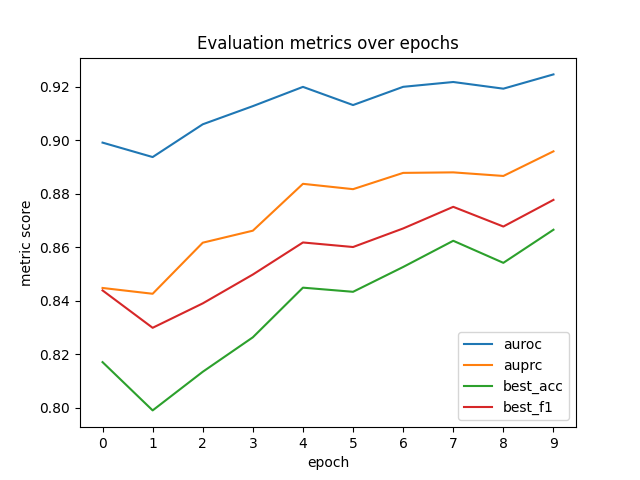 Evaluation metrics over epochs
metric score
0.92
0.90
0.88
0.86
0.84
0.82
0.80
auroc
auprc
best_acc
best_f1
0 1 2 3 4 5 6 7 8 9
epoch